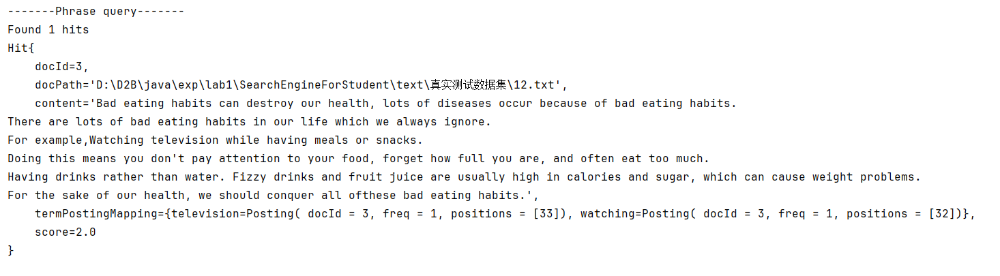 -------Phrase query-------
Found 1 hits
Hit{
    docId=3,
    docPath='D:\D2B\java\exp\lab1\SearchEngineForStudent\text\真实测试数据集\12.txt',
    content='Bad eating habits can destroy our health, lots of diseases occur because of bad eating habits.
There are lots of bad eating habits in our life which we always ignore.
For example,Watching television while having meals or snacks.
Doing this means you don't pay attention to your food, forget how full you are, and often eat too much.
Having drinks rather than water. Fizzy drinks and fruit juice are usually high in calories and sugar, which can cause weight problems.
For the sake of our health, we should conquer all ofthese bad eating habits.',
    termPostingMapping={television=Posting( docId = 3, freq = 1, positions = [33]), watching=Posting( docId = 3, freq = 1, positions = [32])},
    score=2.0
}